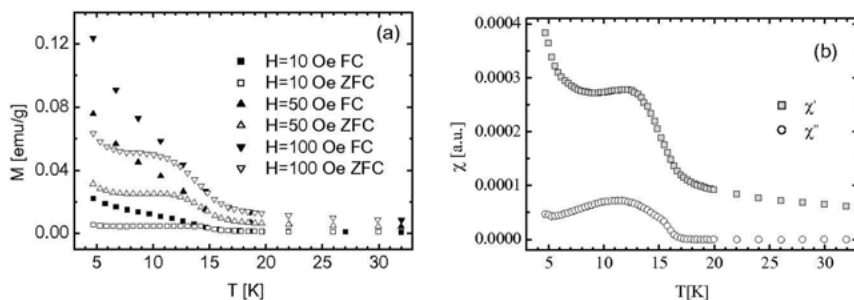 (a)
0.12
0.08
0.04
0.00
M [emu/g]
H=10 Oe FC
H=10 Oe ZFC
H=50 Oe FC
H=50 Oe ZFC
H=100 Oe FC
H=100 Oe ZFC
5 10 15 20 25 30
T [K]
(b)
0.0004
0.0003
0.0002
0.0001
0.0000
χ [a.u.]
χ'
χ''
5 10 15 20 25 30
T[K]